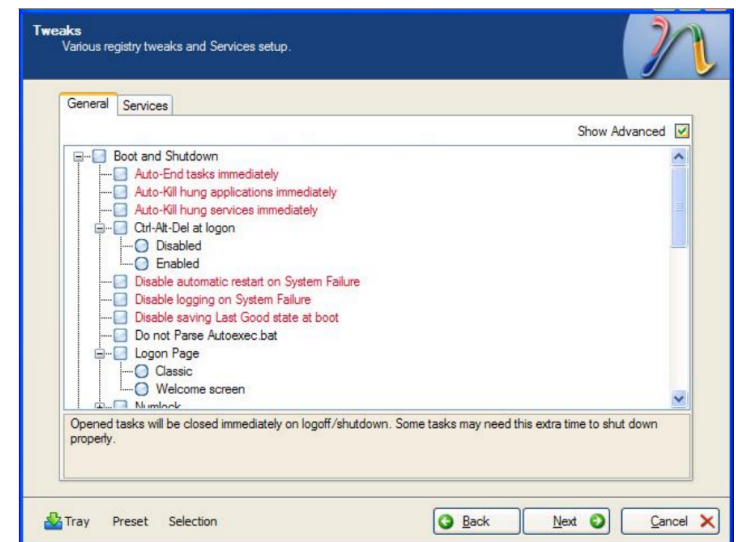 Tweaks
Various registry tweaks and Services setup.
General Services
Show Advanced
Boot and Shutdown
Auto-End tasks immediately
Auto-Kill hung applications immediately
Auto-Kill hung services immediately
Ctrl-Alt-Del at logon
Disabled
Enabled
Disable automatic restart on System Failure
Disable logging on System Failure
Disable saving Last Good state at boot
Do not Parse Autoexec.bat
Logon Page
Classic
Welcome screen
Numlock
Opened tasks will be closed immediately on logoff/shutdown. Some tasks may need this extra time to shut down
properly.
Tray Preset Selection Back Next Cancel